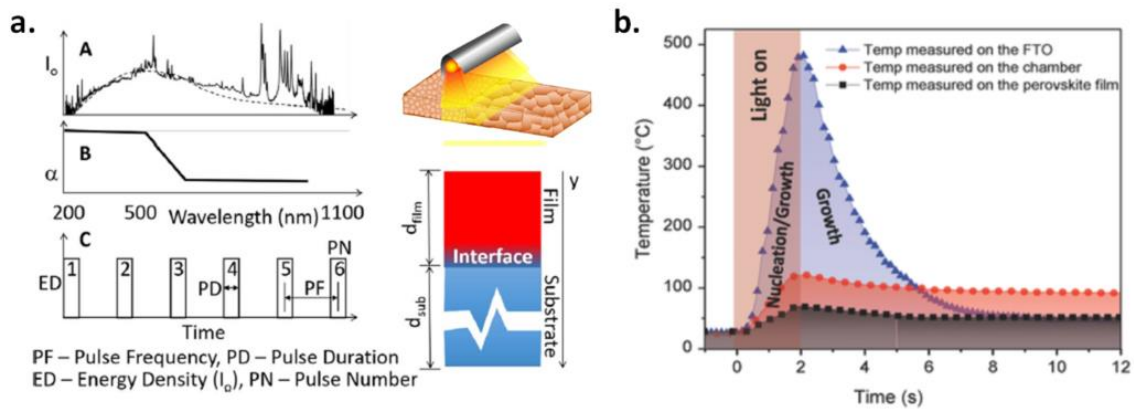 a.
A
I₀
B
α
200 500 Wavelength (nm) 1100
C
PN
ED 1 2 3 4 5 6
PD PF
Time
PF – Pulse Frequency, PD – Pulse Duration
ED – Energy Density (I₀), PN – Pulse Number
y
d_film
Film
Interface
d_sub
Substrate
b.
Temp measured on the FTO
Temp measured on the chamber
Temp measured on the perovskite film
Light on
Nucleation/Growth
Growth
Temperature (°C)
500
400
300
200
100
0
0 2 4 6 8 10 12
Time (s)